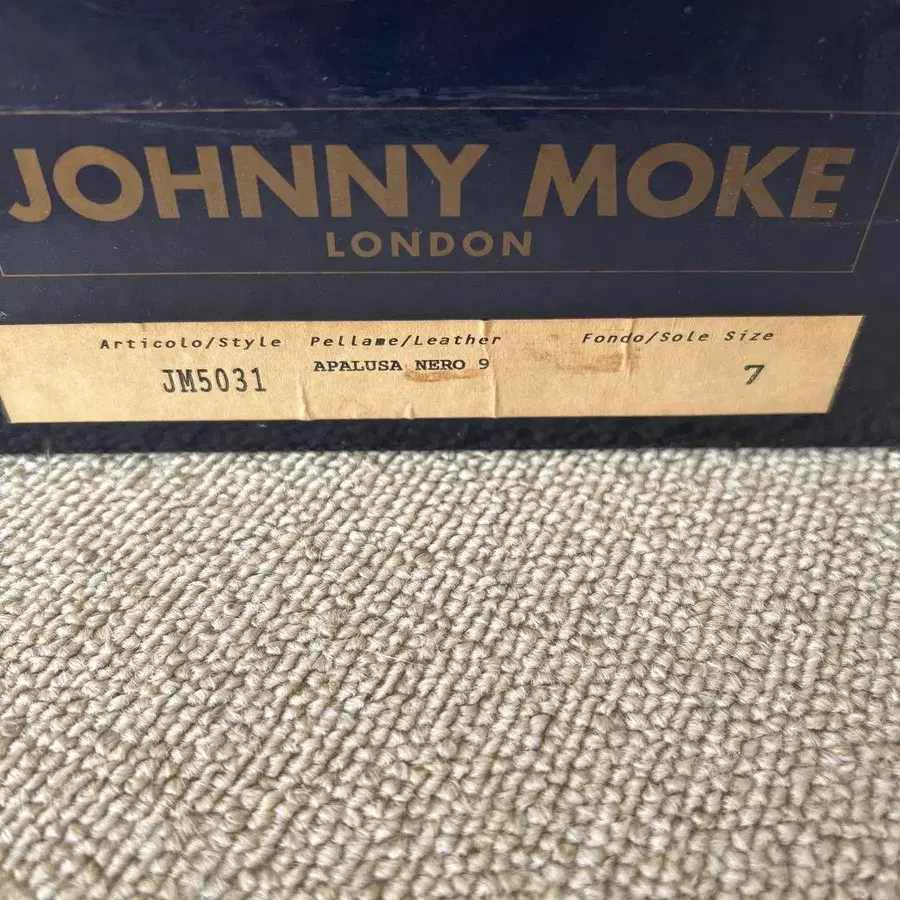 JOHNNY MOKE
LONDON
Articolo/Style Pellame/Leather Fondo/Sole Size
JM5031 APALUSA NERO 9 7